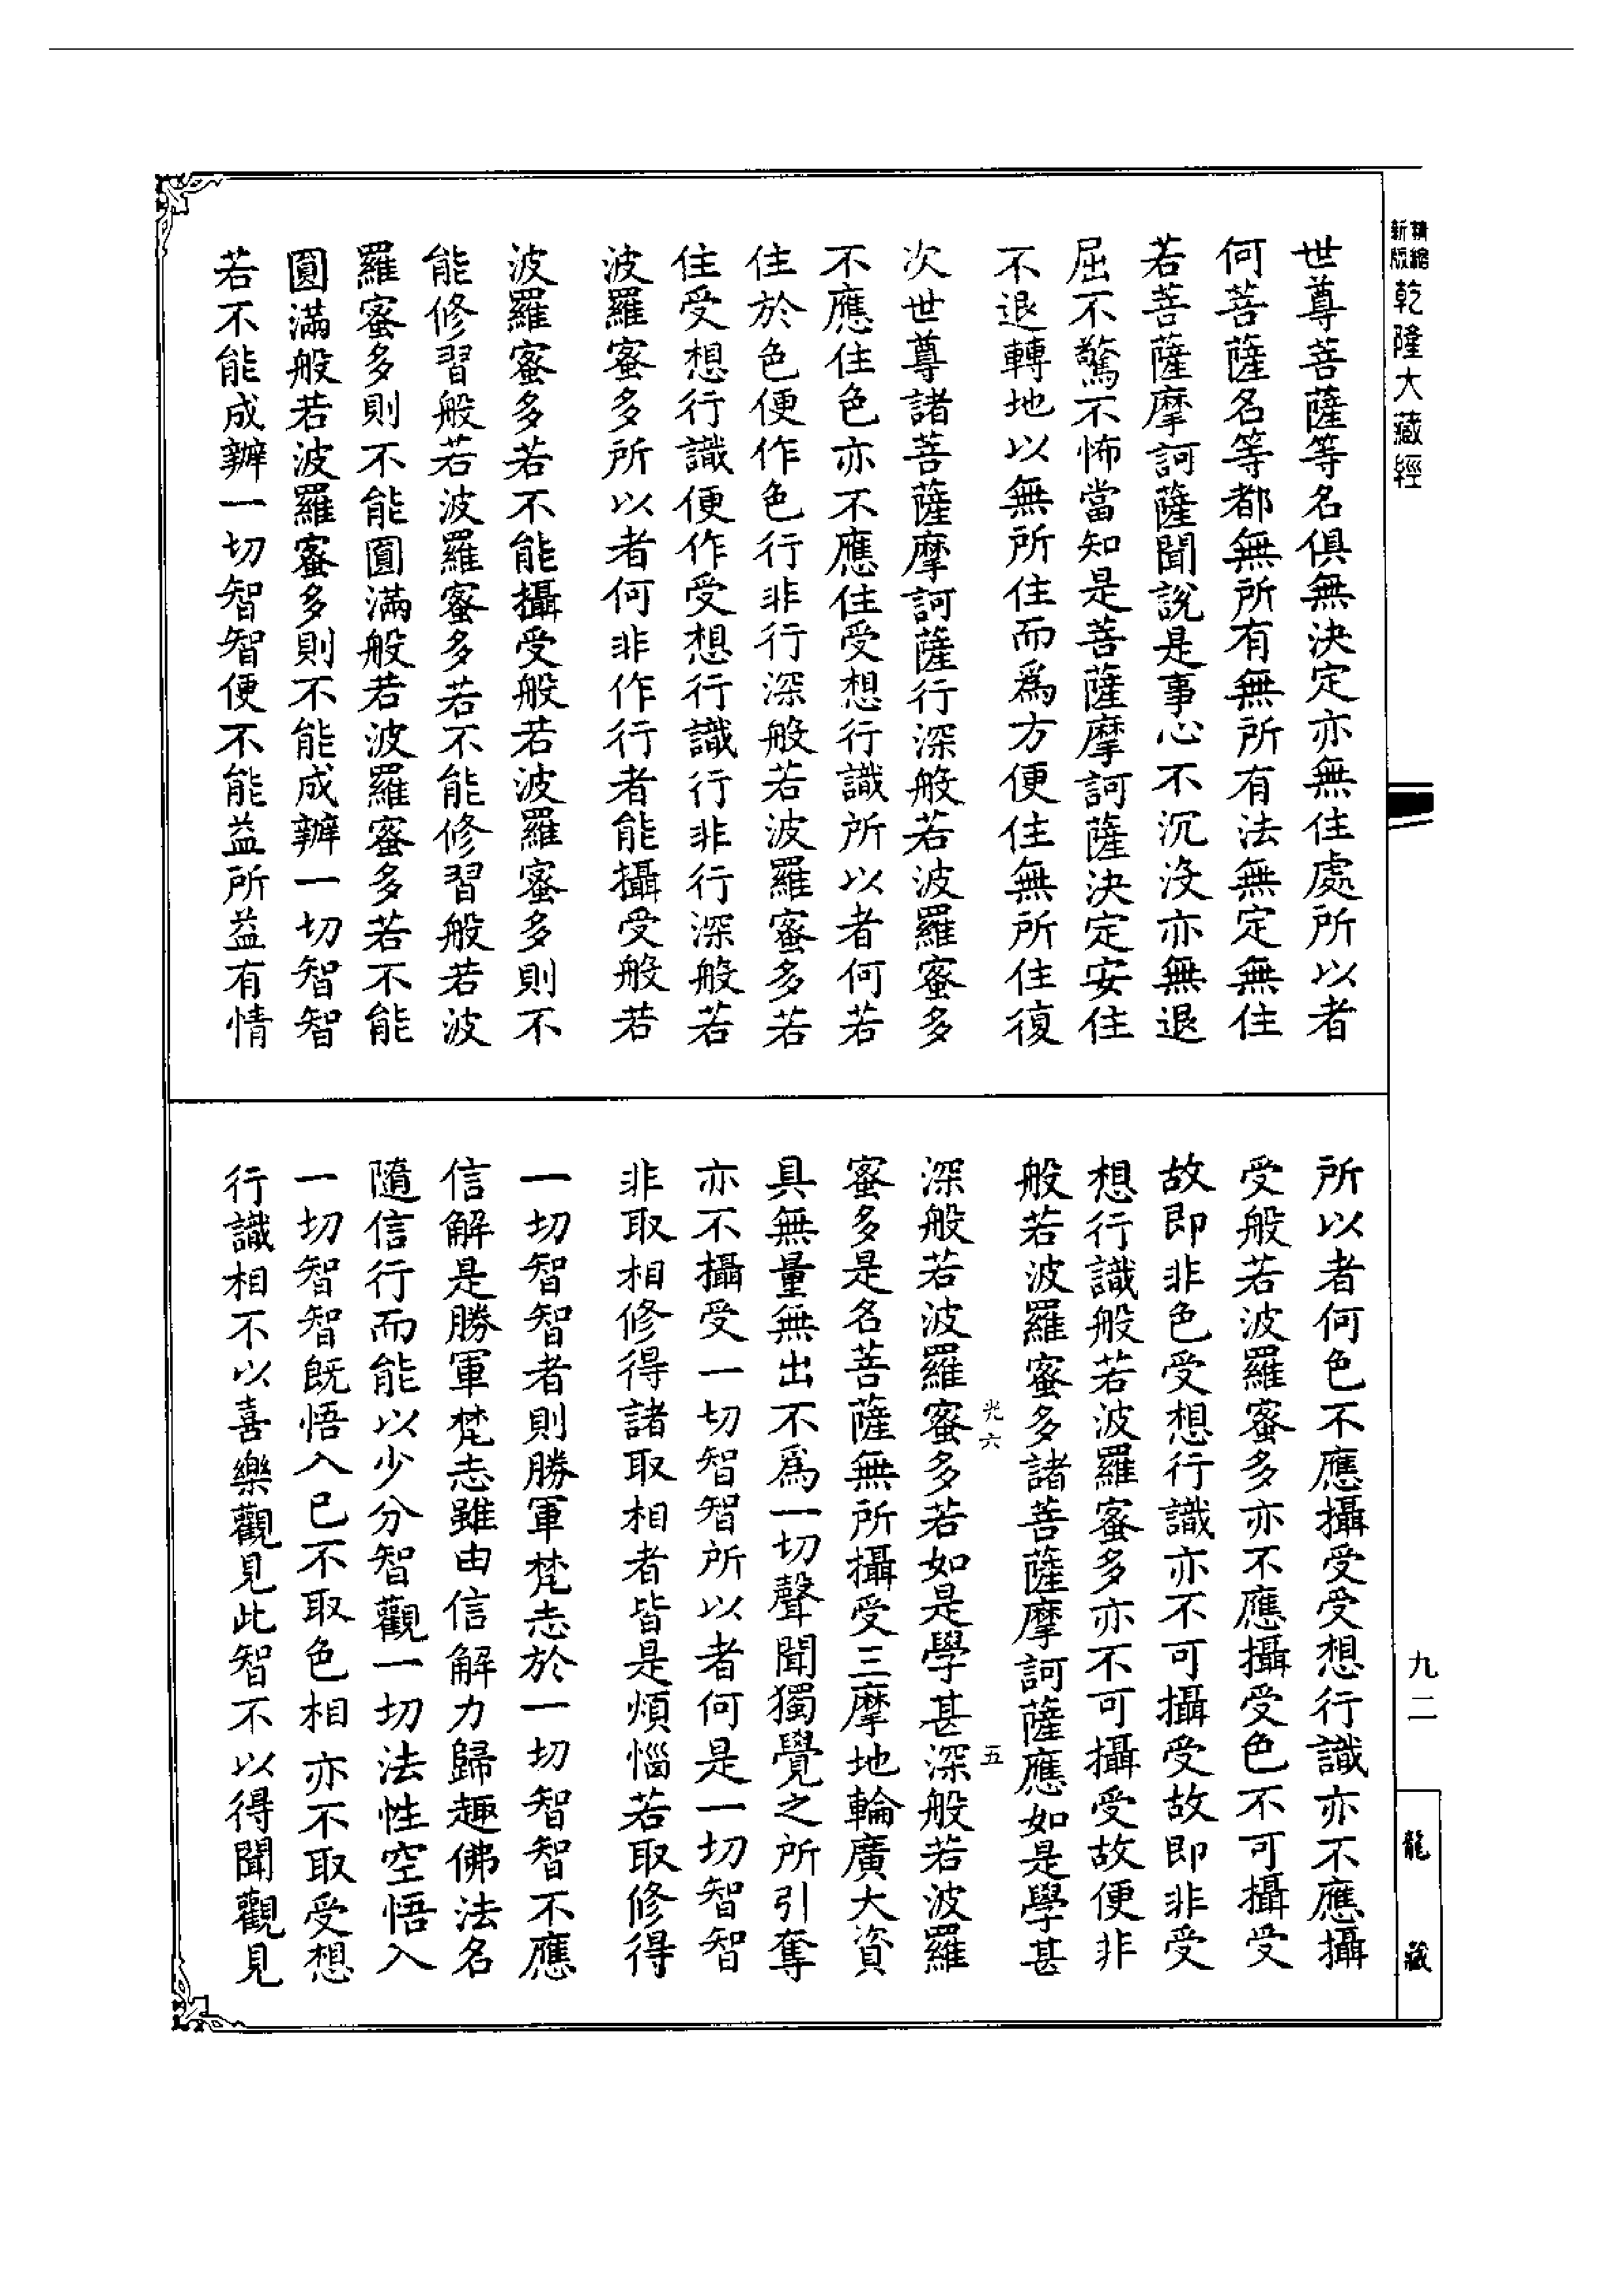 新版
精縮
乾隆大藏經
世尊菩薩等名俱無決定亦無住處所以者
何菩薩名等都無所有無所有法無定無住
若菩薩摩訶薩聞說是事心不沉沒亦無退
屈不驚不怖當知是菩薩摩訶薩決定安住
不退轉地以無所住而爲方便住無所住復
次世尊諸菩薩摩訶薩行深般若波羅蜜多
不應住色亦不應住受想行識所以者何若
住於色便作色行非行深般若波羅蜜多若
住受想行識便作受想行識行非行深般若
波羅蜜多所以者何非作行者能攝受般若
波羅蜜多若不能攝受般若波羅蜜多則不
能修習般若波羅蜜多若不能修習般若波
羅蜜多則不能圓滿般若波羅蜜多若不能
圓滿般若波羅蜜多則不能成辦一切智智
若不能成辦一切智智便不能益所益有情
所以者何色不應攝受受想行識亦不應攝
受般若波羅蜜多亦不應攝受色不可攝受
故即非色受想行識亦不可攝受故即非受
想行識般若波羅蜜多亦不可攝受故便非
般若波羅蜜多諸菩薩摩訶薩應如是學甚
光六
五
深般若波羅蜜多若如是學甚深般若波羅
蜜多是名菩薩無所攝受三摩地輪廣大資
具無量無出不爲一切聲聞獨覺之所引奪
亦不攝受一切智智所以者何是一切智智
非取相修得諸取相者皆是煩惱若取修得
一切智智者則勝軍梵志於一切智智不應
信解是勝軍梵志雖由信解力歸趣佛法名
隨信行而能以少分智觀一切法性空悟入
一切智智既悟入已不取色相亦不取受想
行識相不以喜樂觀見此智不以得聞觀見
九二
龍藏